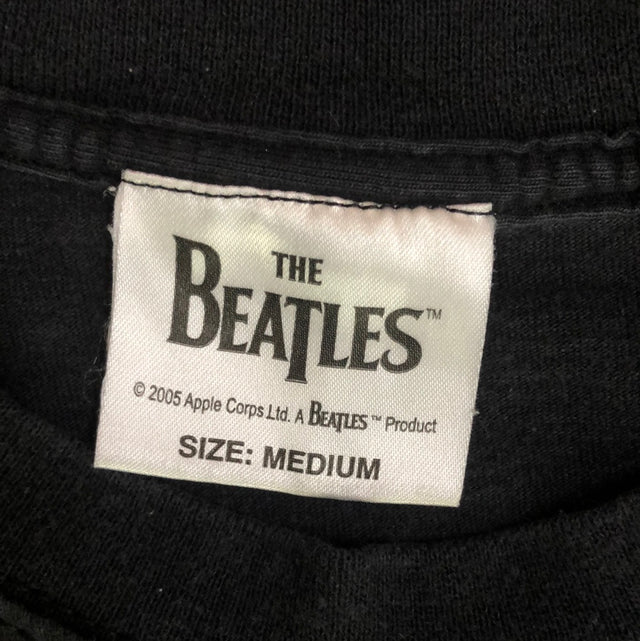 THE
BEATLES™
© 2005 Apple Corps Ltd. A BEATLES™ Product
SIZE: MEDIUM